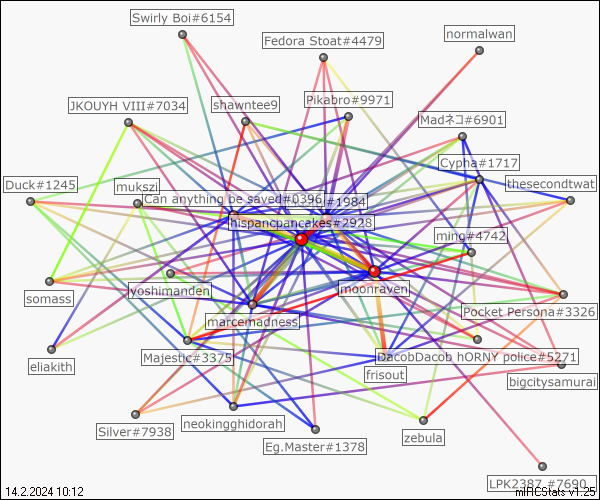 Swirly Boi#6154
normalwan
Fedora Stoat#4479
Pikabro#9971
shawntee9
JKOUYH VIII#7034
Madネコ#6901
Cypha#1717
Duck#1245
mukszi
thesecondtwat
Can anything be saved#0396
#1984
hispancpancakes#2928
ming#4742
lyoshimanden
moonraven
somass
Pocket Persona#3326
marcemadness
Majestic#3375
DacobDacob hORNY police#5271
eliakith
frisout
bigcitysamurai
Silver#7938
neokingghidorah
zebula
Eg.Master#1378
LPK2387 #7690
14.2.2024 10:12
mIRCStats v1.25